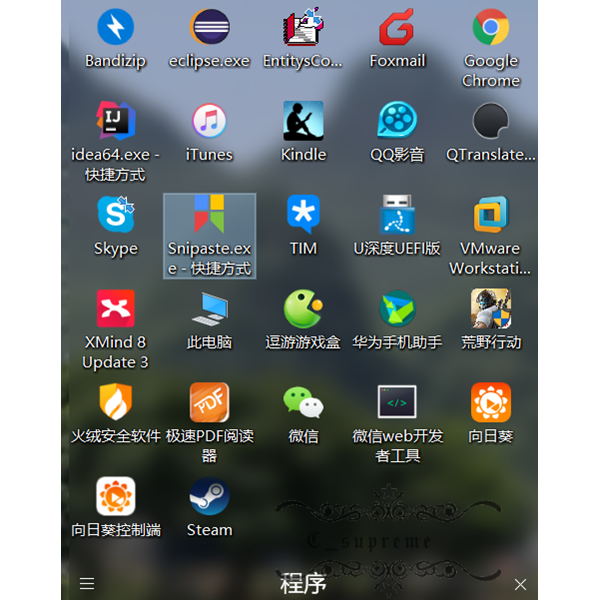 Bandizip
eclipse.exe
EntitysCo...
Foxmail
Google
Chrome
IJ
idea64.exe -
快捷方式
iTunes
Kindle
QQ影音
QTranslate...
Skype
Snipaste.ex
e - 快捷方式
TIM
U深度UEFI版
VMware
Workstati...
XMind 8
Update 3
此电脑
逗游游戏盒
华为手机助手
荒野行动
火绒安全软件
PDF
极速PDF阅读
器
微信
</>
微信web开发
者工具
向日葵
向日葵控制端
Steam
C_supreme
程序